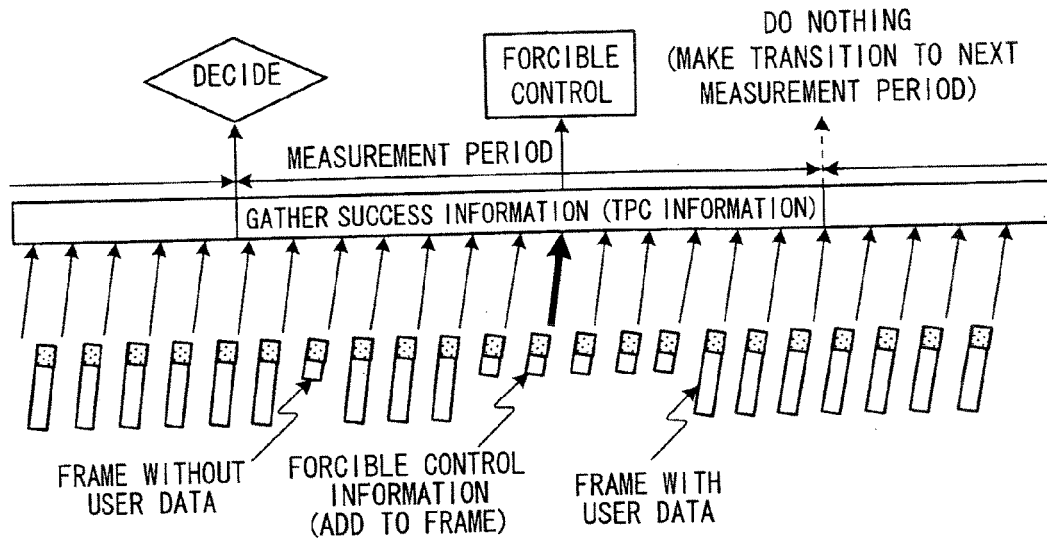 DECIDE
FORCIBLE
CONTROL
DO NOTHING
(MAKE TRANSITION TO NEXT
MEASUREMENT PERIOD)
MEASUREMENT PERIOD
GATHER SUCCESS INFORMATION (TPC INFORMATION)
FRAME WITHOUT
USER DATA
FORCIBLE CONTROL
INFORMATION
(ADD TO FRAME)
FRAME WITH
USER DATA